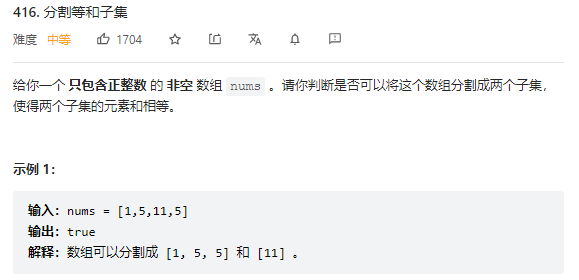 416. 分割等和子集
难度 中等 1704
给你一个 只包含正整数 的 非空 数组 nums 。请你判断是否可以将这个数组分割成两个子集，
使得两个子集的元素和相等。
示例 1：
输入：nums = [1,5,11,5]
输出：true
解释：数组可以分割成 [1, 5, 5] 和 [11] 。